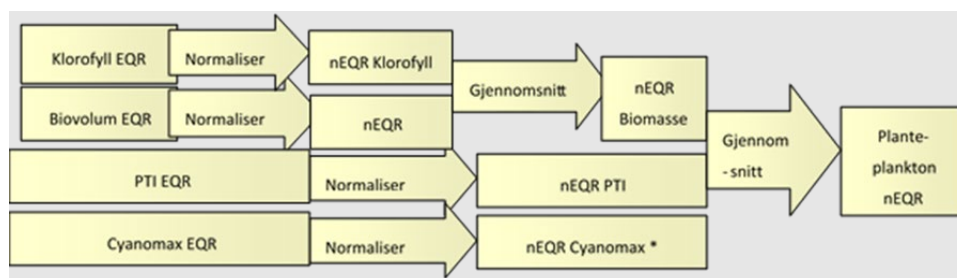 Klorofyll EQR
Normaliser
nEQR Klorofyll
Biovolum EQR
Normaliser
nEQR
Gjennomsnitt
nEQR
Biomasse
PTI EQR
Normaliser
nEQR PTI
Cyanomax EQR
Normaliser
nEQR Cyanomax *
Gjennom
-snitt
Plante-
plankton
nEQR